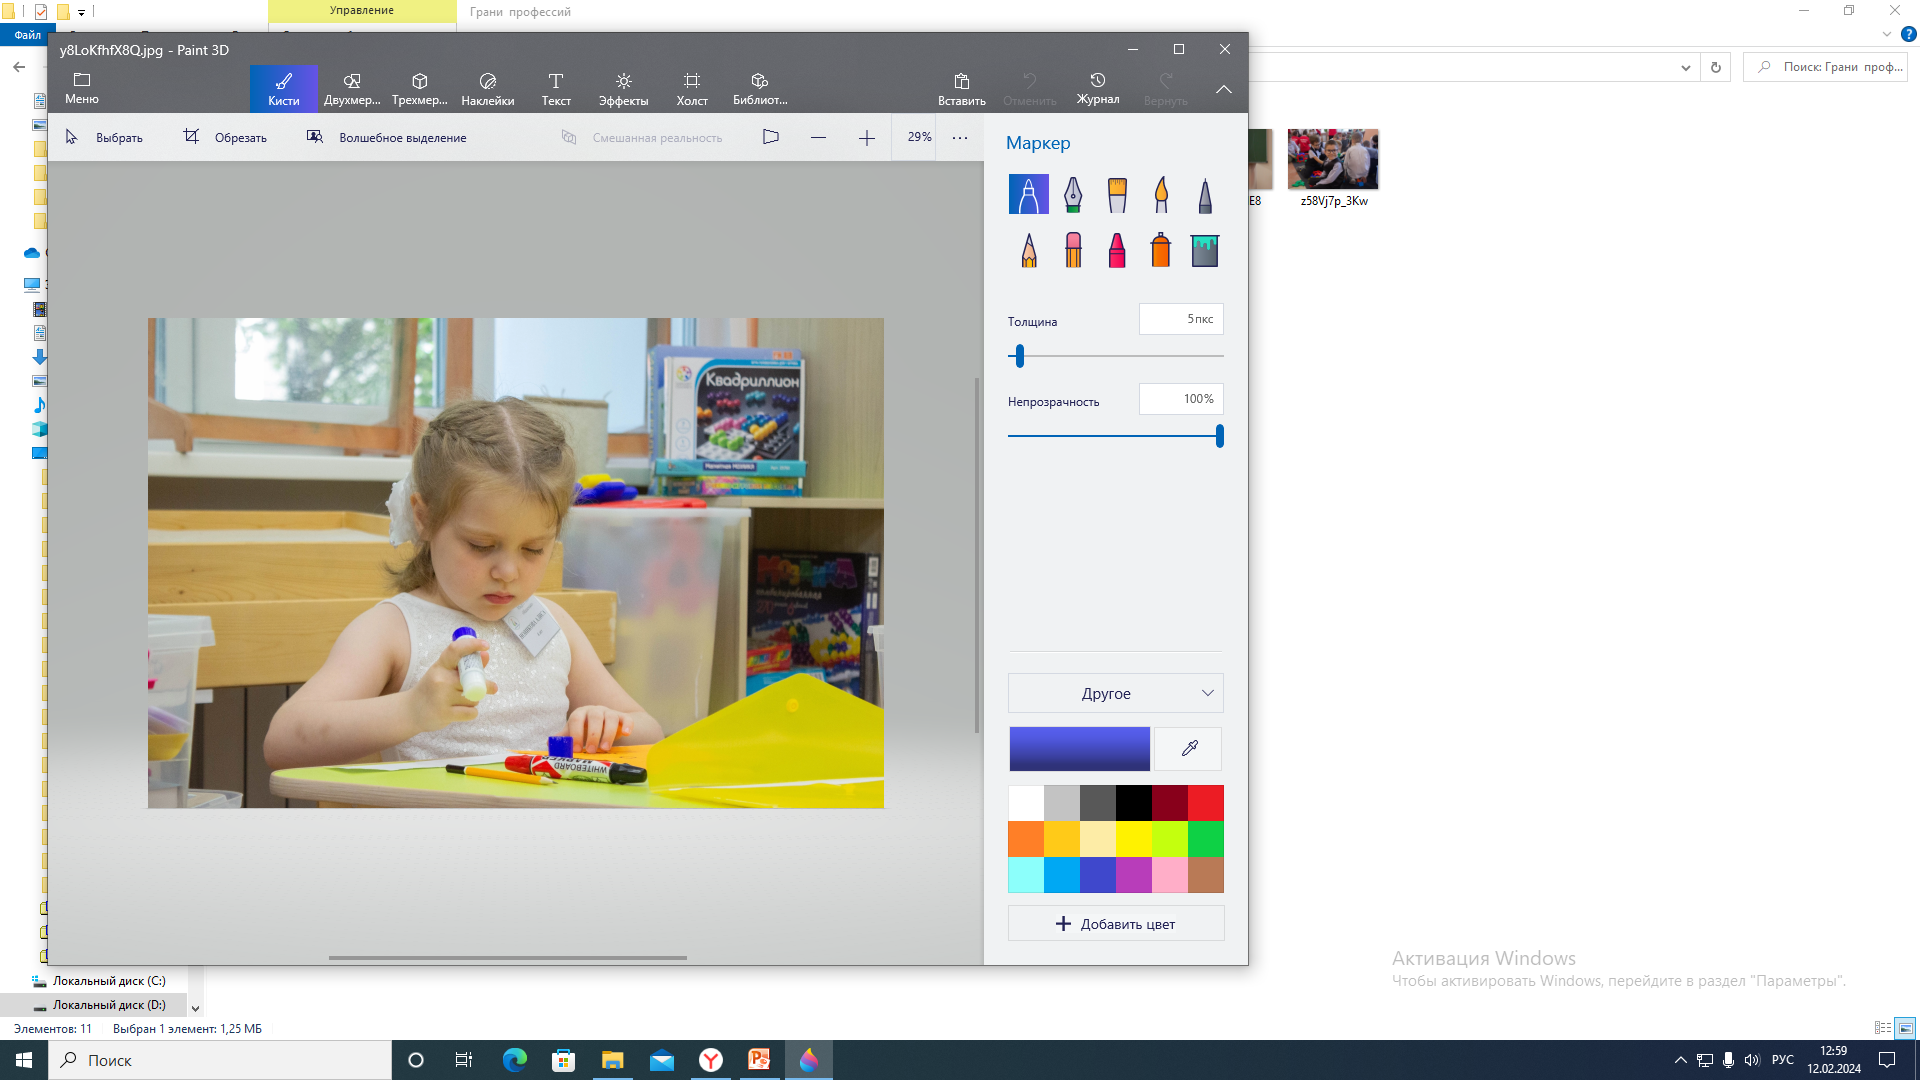 Управление
Грани профессий
Файл
y8LoKfhfX8Q.jpg - Paint 3D
Меню
Кисти
Двухмер...
Трехмер...
Наклейки
Текст
Эффекты
Холст
Библиот...
Вставить
Отменить
Журнал
Вернуть
Поиск: Грани проф...
Выбрать
Обрезать
Волшебное выделение
Смешанная реальность
29%
Маркер
E8
z58Vj7p_3Kw
Толщина
5пкс
Непрозрачность
100%
Квадриллион
WHITEBOARD
MARKER
Другое
Добавить цвет
Активация Windows
Чтобы активировать Windows, перейдите в раздел "Параметры".
Локальный диск (C:)
Локальный диск (D:)
Элементов: 11
Выбран 1 элемент: 1,25 МБ
Поиск
РУС
12:59
12.02.2024